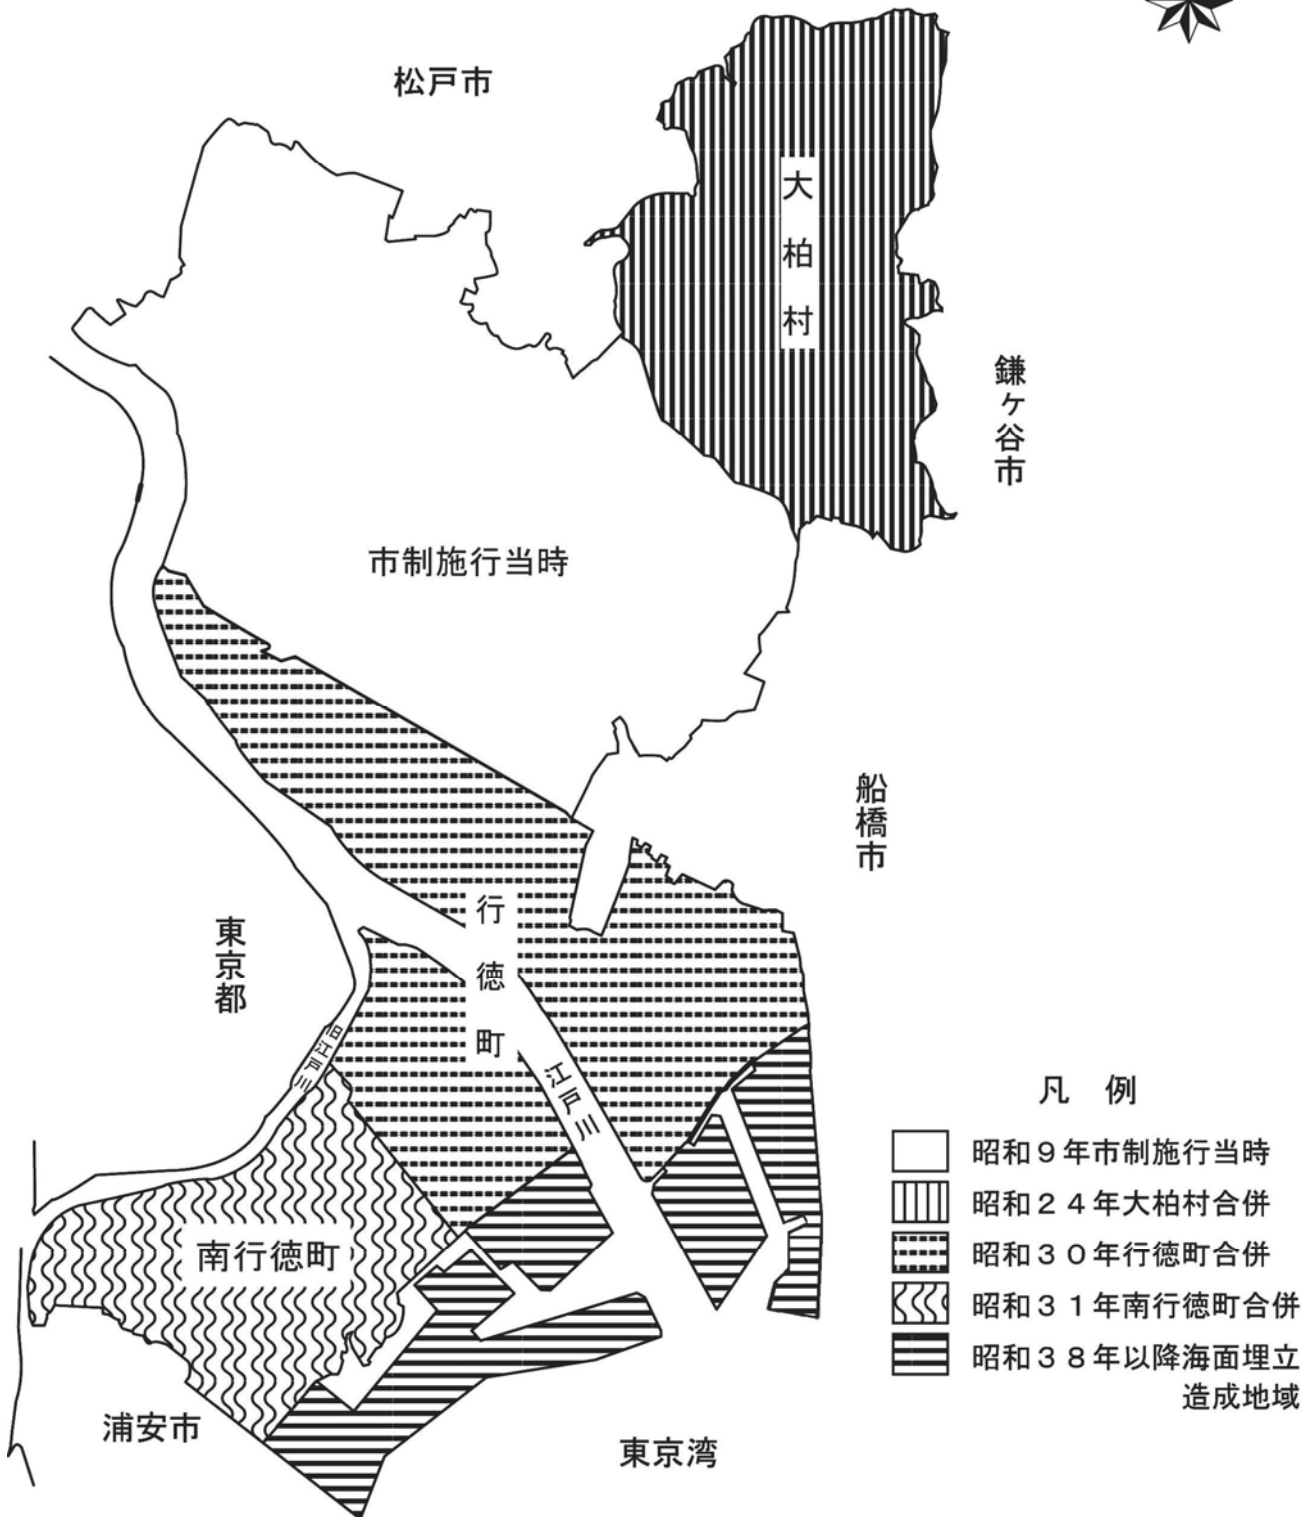 松戸市
大柏村
鎌ヶ谷市
市制施行当時
船橋市
行徳町
東京都
旧江戸川
江戸川
南行徳町
浦安市
東京湾
凡 例
昭和９年市制施行当時
昭和２４年大柏村合併
昭和３０年行徳町合併
昭和３１年南行徳町合併
昭和３８年以降海面埋立
造成地域